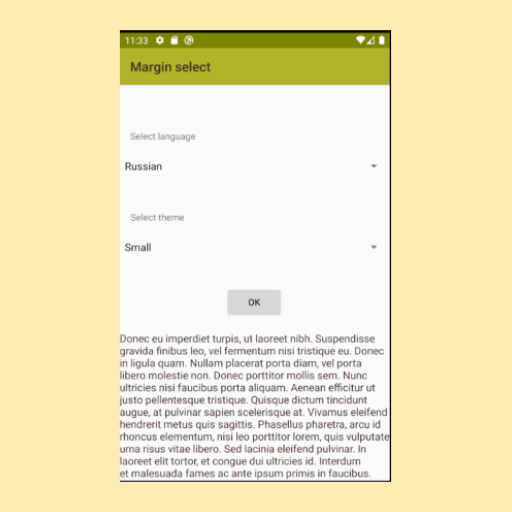 11:33
Margin select
Select language
Russian
Select theme
Small
OK
Donec eu imperdiet turpis, ut laoreet nibh. Suspendisse
gravida finibus leo, vel fermentum nisi tristique eu. Donec
in ligula quam. Nullam placerat porta diam, vel porta
libero molestie non. Donec porttitor mollis sem. Nunc
ultricies nisi faucibus porta aliquam. Aenean efficitur ut
justo pellentesque tristique. Quisque dictum tincidunt
augue, at pulvinar sapien scelerisque at. Vivamus eleifend
hendrerit metus quis sagittis. Phasellus pharetra, arcu id
rhoncus elementum, nisi leo porttitor lorem, quis vulputate
urna risus vitae libero. Sed lacinia eleifend pulvinar. In
laoreet elit tortor, et congue dui ultricies id. Interdum
et malesuada fames ac ante ipsum primis in faucibus.